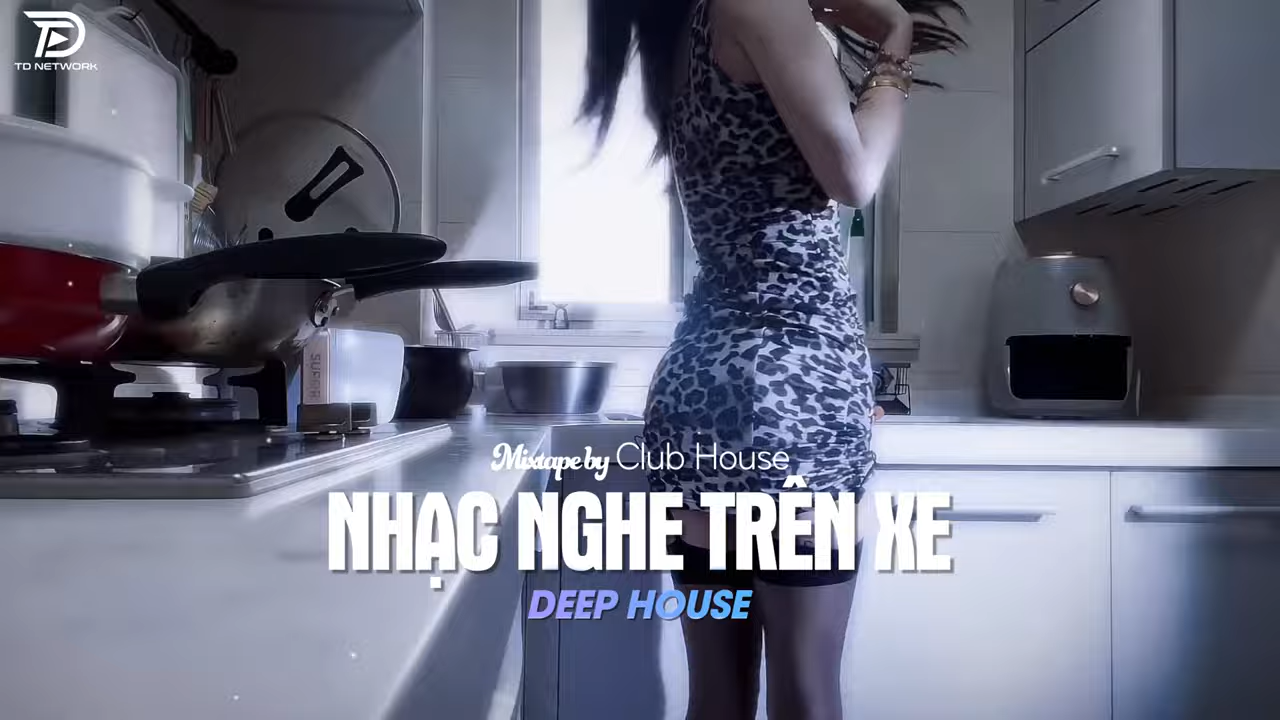 TD NETWORK
Mixtape by Club House
NHẠC NGHE TRÊN XE
DEEP HOUSE